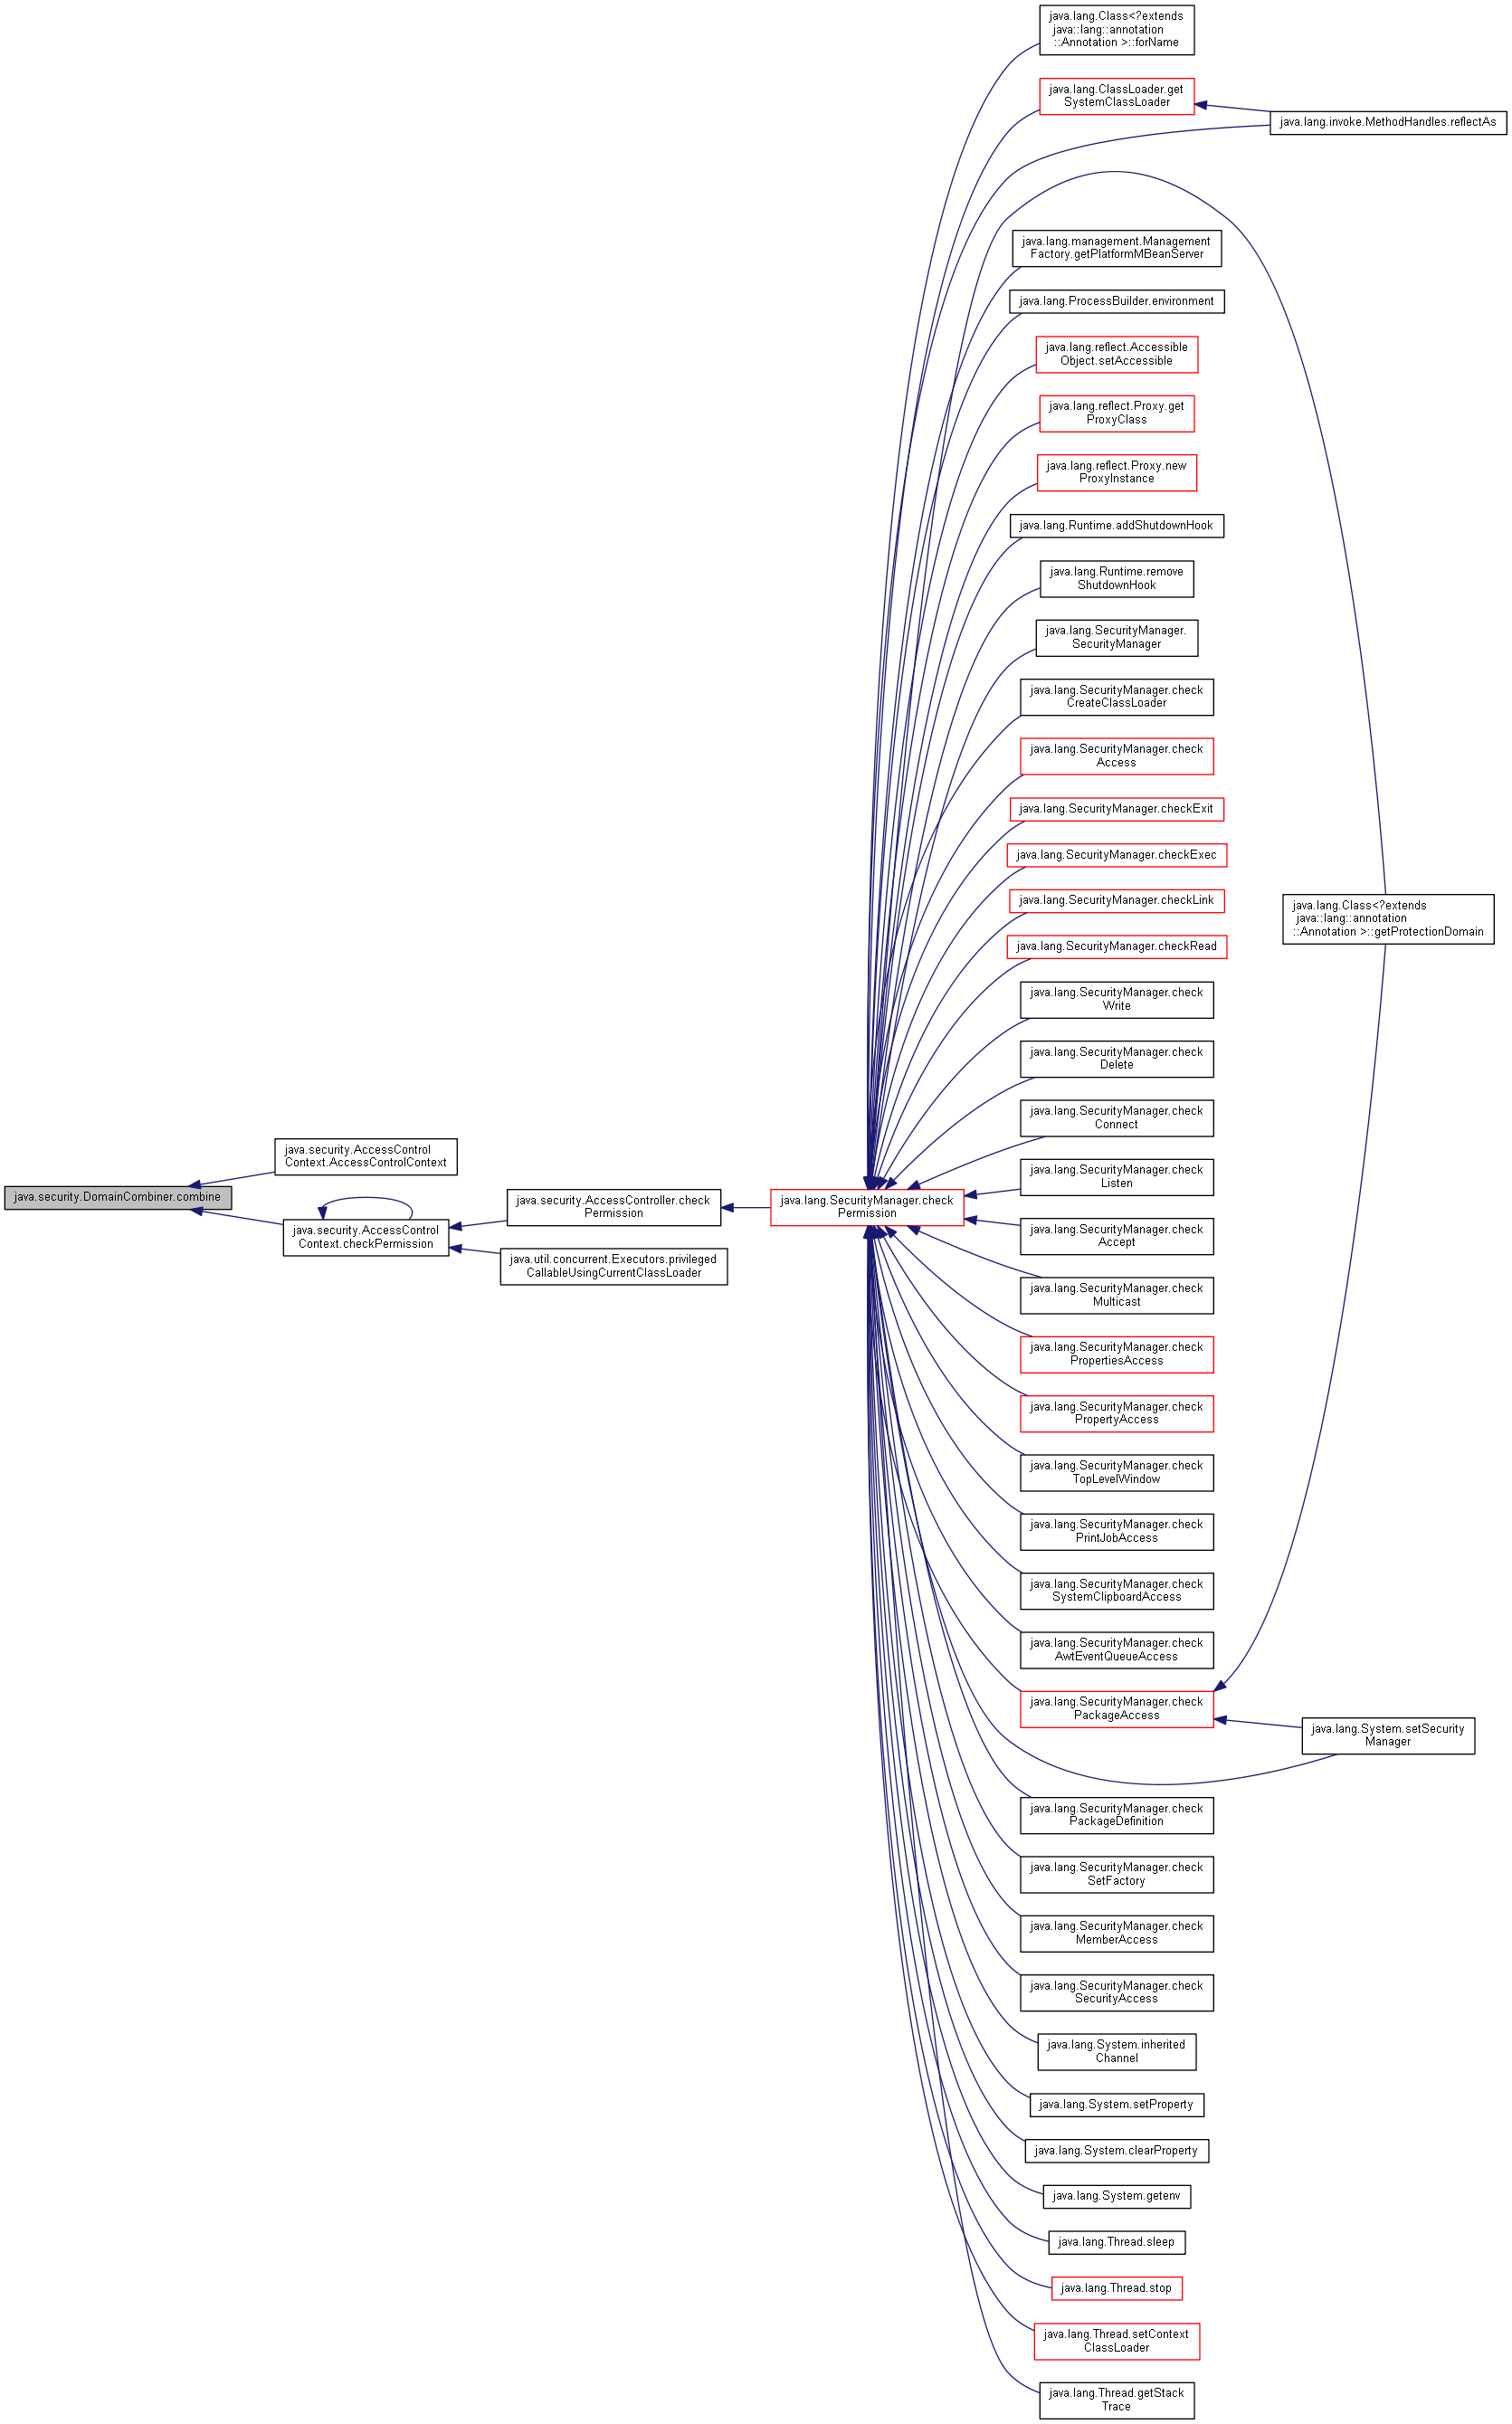 java.lang.Class<?extends
java::lang::annotation
::Annotation >::forName
java.lang.ClassLoader.get
SystemClassLoader
java.lang.invoke.MethodHandles.reflectAs
java.lang.management.Management
Factory.getPlatformMBeanServer
java.lang.ProcessBuilder.environment
java.lang.reflect.Accessible
Object.setAccessible
java.lang.reflect.Proxy.get
ProxyClass
java.lang.reflect.Proxy.new
ProxyInstance
java.lang.Runtime.addShutdownHook
java.lang.Runtime.remove
ShutdownHook
java.lang.SecurityManager.
SecurityManager
java.lang.SecurityManager.check
CreateClassLoader
java.lang.SecurityManager.check
Access
java.lang.SecurityManager.checkExit
java.lang.SecurityManager.checkExec
java.lang.SecurityManager.checkLink
java.lang.Class<?extends
java::lang::annotation
::Annotation >::getProtectionDomain
java.lang.SecurityManager.checkRead
java.lang.SecurityManager.check
Write
java.lang.SecurityManager.check
Delete
java.lang.SecurityManager.check
Connect
java.security.AccessControl
Context.AccessControlContext
java.security.DomainCombiner.combine
java.security.AccessControl
Context.checkPermission
java.security.AccessController.check
Permission
java.util.concurrent.Executors.privileged
CallableUsingCurrentClassLoader
java.lang.SecurityManager.check
Permission
java.lang.SecurityManager.check
Listen
java.lang.SecurityManager.check
Accept
java.lang.SecurityManager.check
Multicast
java.lang.SecurityManager.check
PropertiesAccess
java.lang.SecurityManager.check
PropertyAccess
java.lang.SecurityManager.check
TopLevelWindow
java.lang.SecurityManager.check
PrintJobAccess
java.lang.SecurityManager.check
SystemClipboardAccess
java.lang.SecurityManager.check
AwtEventQueueAccess
java.lang.SecurityManager.check
PackageAccess
java.lang.System.setSecurity
Manager
java.lang.SecurityManager.check
PackageDefinition
java.lang.SecurityManager.check
SetFactory
java.lang.SecurityManager.check
MemberAccess
java.lang.SecurityManager.check
SecurityAccess
java.lang.System.inherited
Channel
java.lang.System.setProperty
java.lang.System.clearProperty
java.lang.System.getenv
java.lang.Thread.sleep
java.lang.Thread.stop
java.lang.Thread.setContext
ClassLoader
java.lang.Thread.getStack
Trace